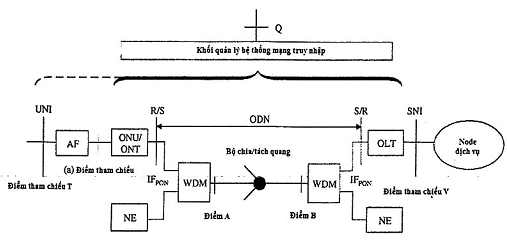 Q
Khối quản lý hệ thống mạng truy nhập
UNI
R/S
ODN
S/R
SNI
AF
ONU/
ONT
OLT
Node
dịch vụ
(a) Điểm tham chiếu
Bộ chia/tách quang
Điểm tham chiếu T
IFPON
WDM
WDM
IFPON
Điểm tham chiếu V
NE
Điểm A
Điểm B
NE